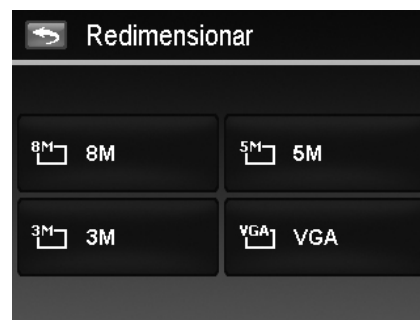 Redimensionar
8M 8M
5M 5M
3M 3M
VGA VGA